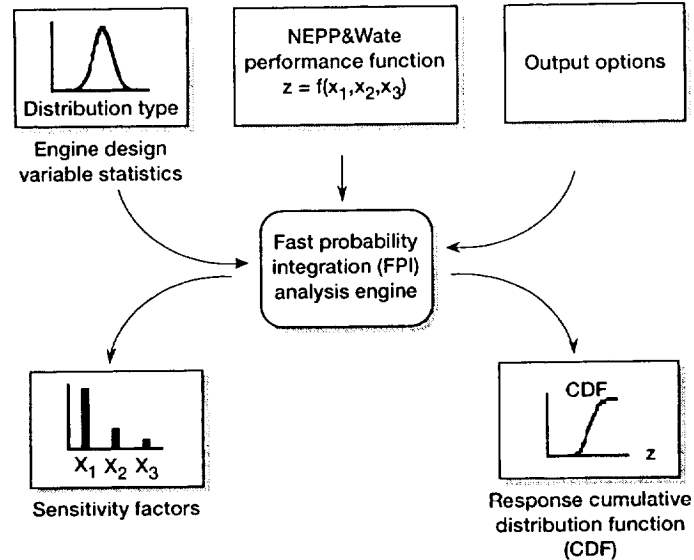 Distribution type
Engine design
variable statistics
NEPP&Wate
performance function
z = f(x₁,x₂,x₃)
Output options
Fast probability
integration (FPI)
analysis engine
X₁ X₂ X₃
Sensitivity factors
CDF
z
Response cumulative
distribution function
(CDF)